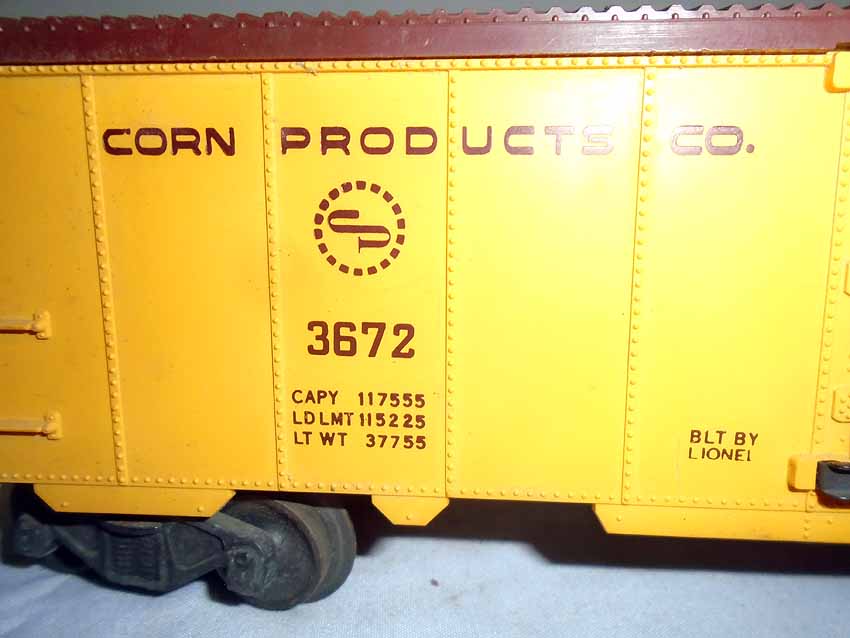 CORN PRODUCTS CO.
CP
3672
CAPY 117555
LD LMT 115225
LT WT 37755
BLT BY
LIONEL